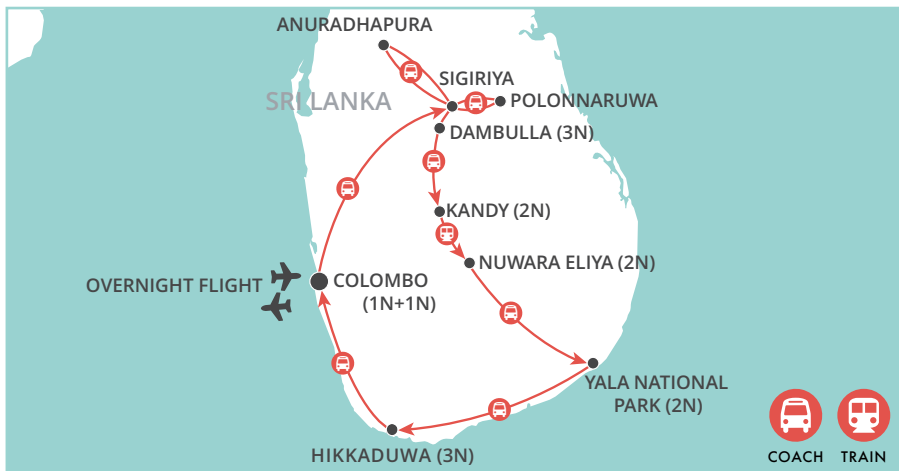 ANURADHAPURA
SIGIRIYA
SRI LANKA
POLONNARUWA
DAMBULLA (3N)
KANDY (2N)
NUWARA ELIYA (2N)
OVERNIGHT FLIGHT
COLOMBO
(1N+1N)
YALA NATIONAL
PARK (2N)
HIKKADUWA (3N)
COACH
TRAIN